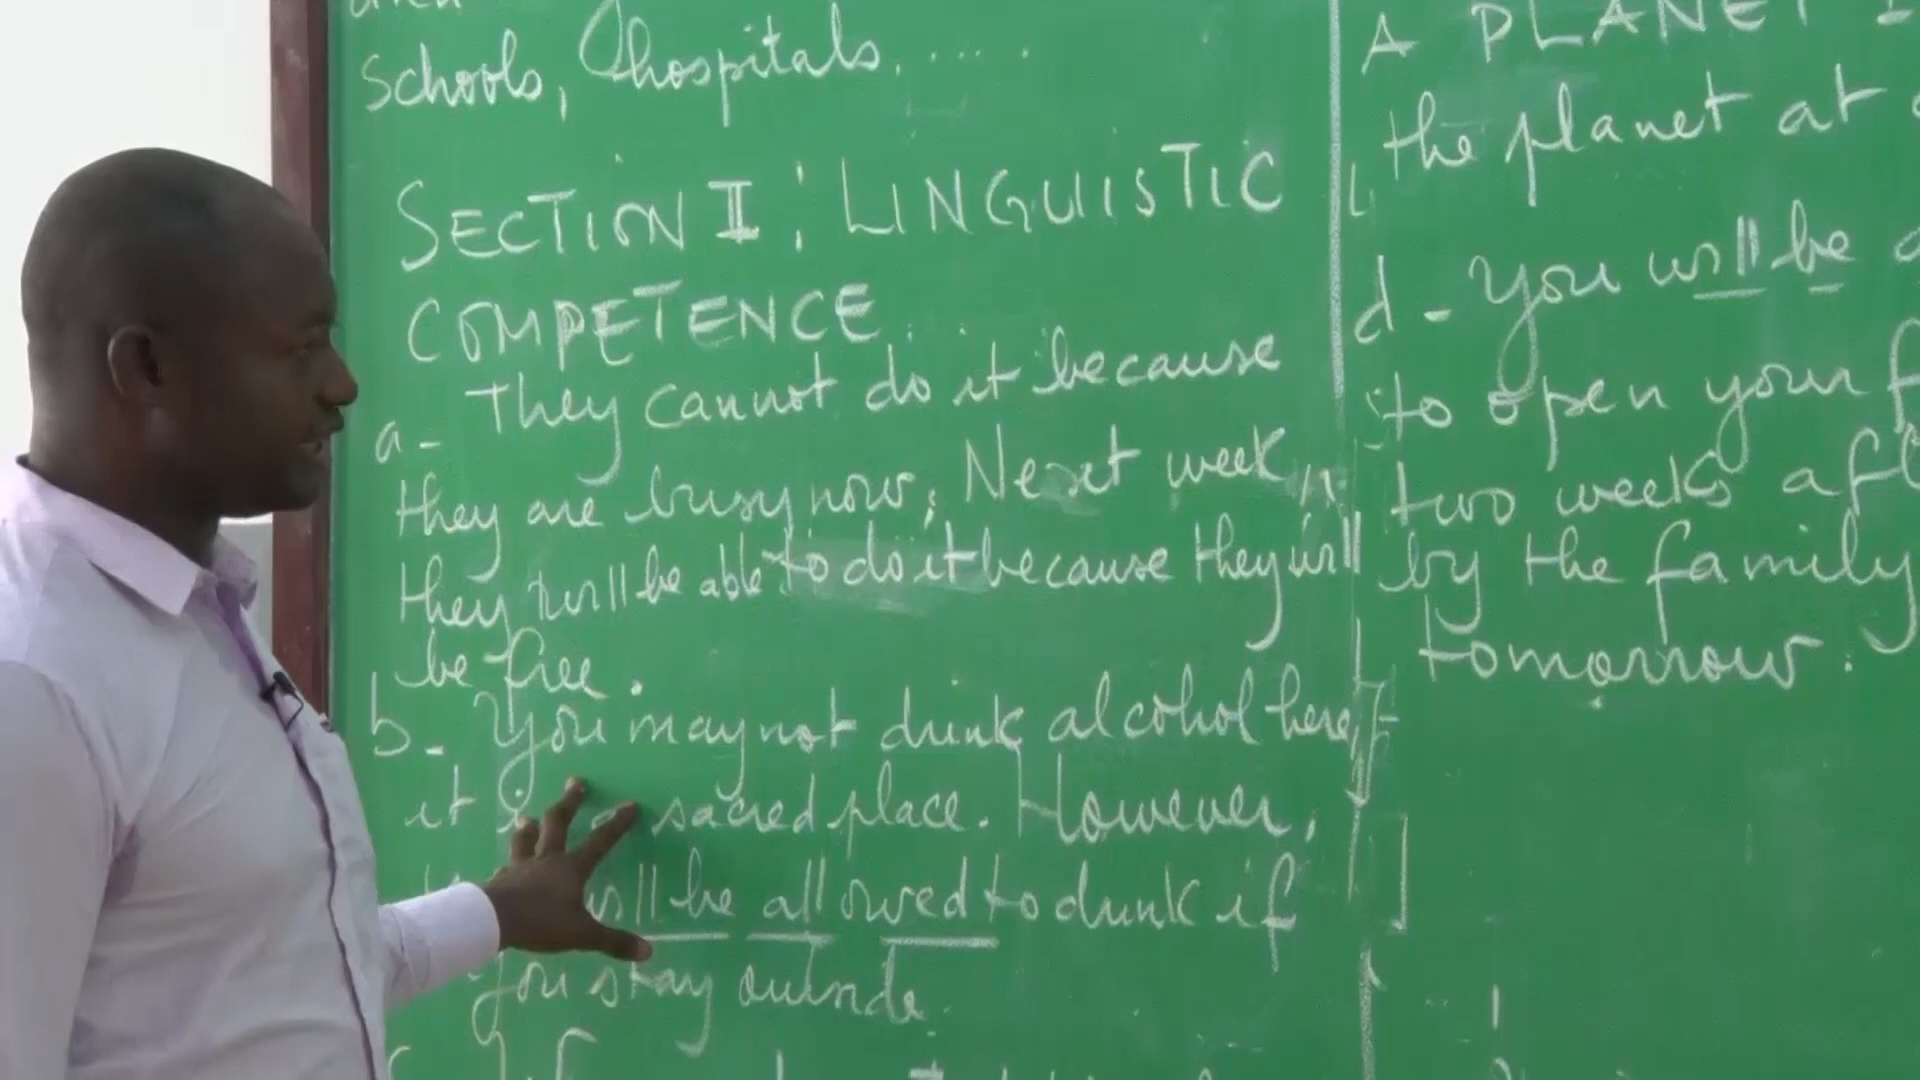 Schools, hospitals, ....
SECTION II: LINGUISTIC
COMPETENCE
a- They cannot do it because
they are busy now. Next week,
they will be able to do it because they will
be free.
b- You may not drink alcohol here,
it is a sacred place. However,
will be allowed to drink if
you stay outside.
A PLANET
the planet at
d- You will be
to open your
two weeks
by the family
tomorrow.